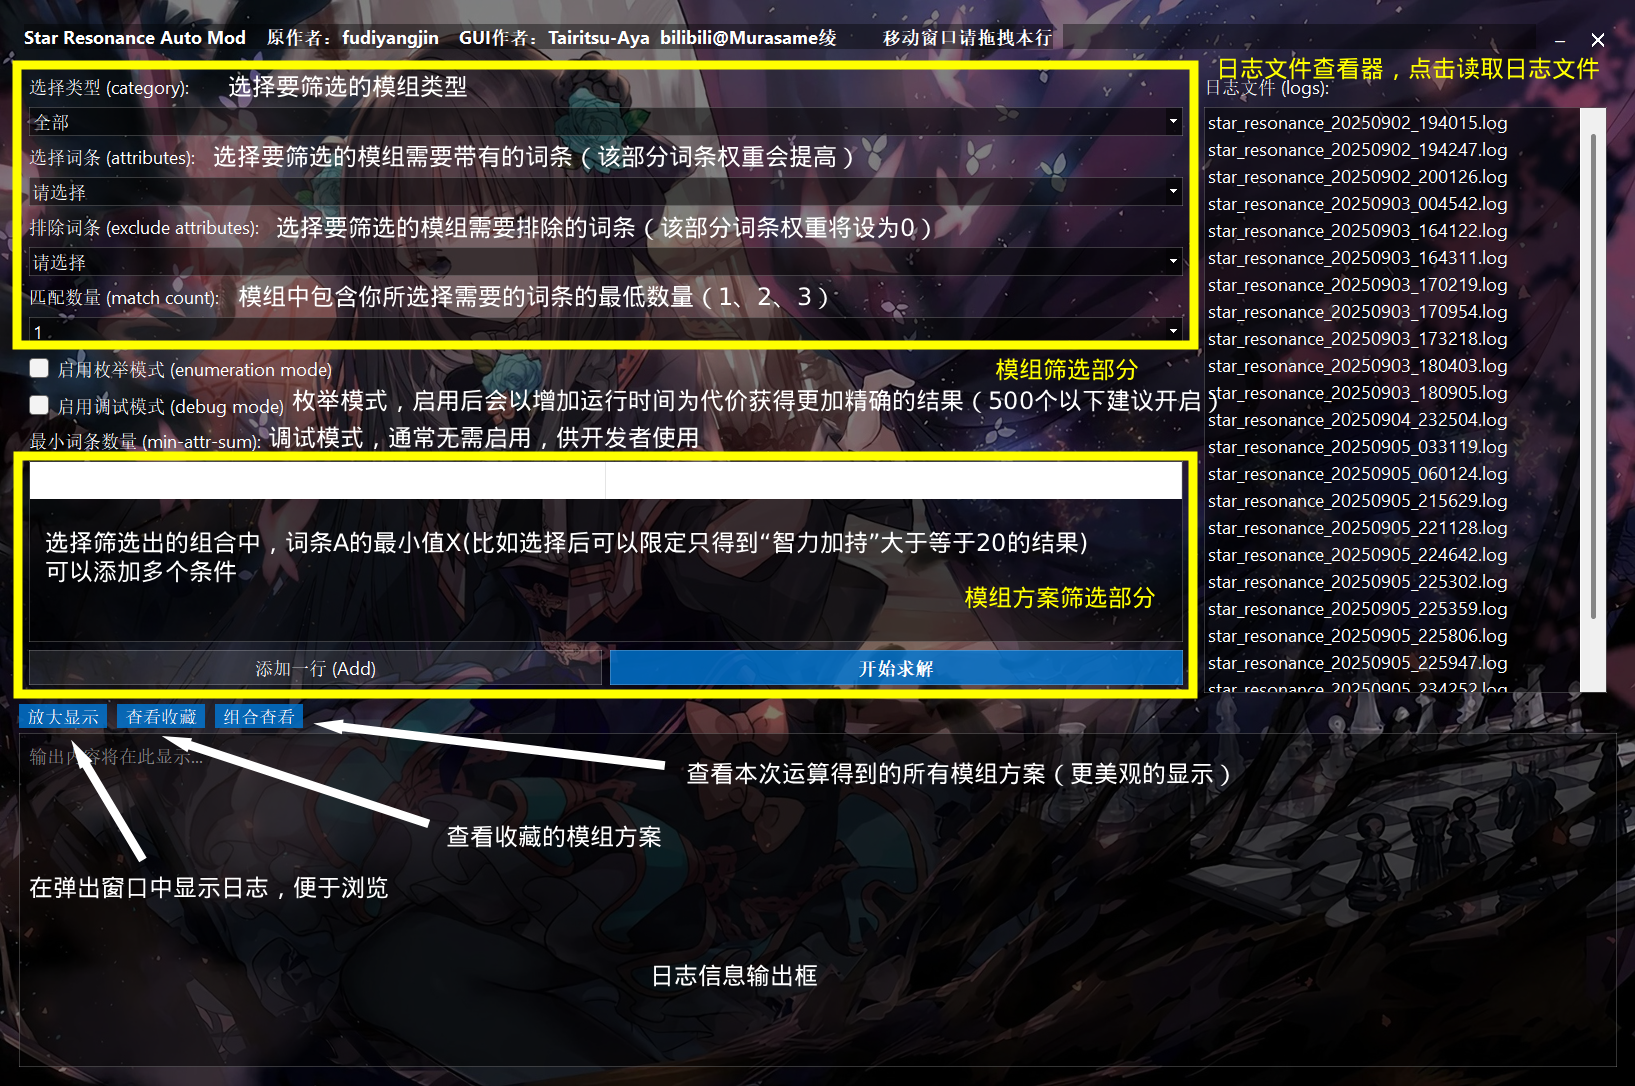 Star Resonance Auto Mod 原作者：fudiyangjin GUI作者：Tairitsu-Aya bilibili@Murasame绫 移动窗口请拖拽本行
日志文件查看器，点击读取日志文件
选择类型 (category): 选择要筛选的模组类型
全部
选择词条 (attributes): 选择要筛选的模组需要带有的词条（该部分词条权重会提高）
请选择
排除词条 (exclude attributes): 选择要筛选的模组需要排除的词条（该部分词条权重将设为0）
请选择
匹配数量 (match count): 模组中包含你所选择需要的词条的最低数量（1、2、3）
1
模组筛选部分
启用枚举模式 (enumeration mode)
启用调试模式 (debug mode) 枚举模式，启用后会以增加运行时间为代价获得更加精确的结果（500个以下建议开启）
最小词条数量 (min-attr-sum): 调试模式，通常无需启用，供开发者使用
选择筛选出的组合中，词条A的最小值X(比如选择后可以限定只得到“智力加持”大于等于20的结果)
可以添加多个条件
模组方案筛选部分
添加一行 (Add) 开始求解
日志文件 (logs):
star_resonance_20250902_194015.log
star_resonance_20250902_194247.log
star_resonance_20250902_200126.log
star_resonance_20250903_004542.log
star_resonance_20250903_164122.log
star_resonance_20250903_164311.log
star_resonance_20250903_170219.log
star_resonance_20250903_170954.log
star_resonance_20250903_173218.log
star_resonance_20250903_180403.log
star_resonance_20250903_180905.log
star_resonance_20250904_232504.log
star_resonance_20250905_033119.log
star_resonance_20250905_060124.log
star_resonance_20250905_215629.log
star_resonance_20250905_221128.log
star_resonance_20250905_224642.log
star_resonance_20250905_225302.log
star_resonance_20250905_225359.log
star_resonance_20250905_225806.log
star_resonance_20250905_225947.log
star_resonance_20250905_234252.log
放大显示 查看收藏 组合查看
输出内容将在此显示...
查看本次运算得到的所有模组方案（更美观的显示）
查看收藏的模组方案
在弹出窗口中显示日志，便于浏览
日志信息输出框